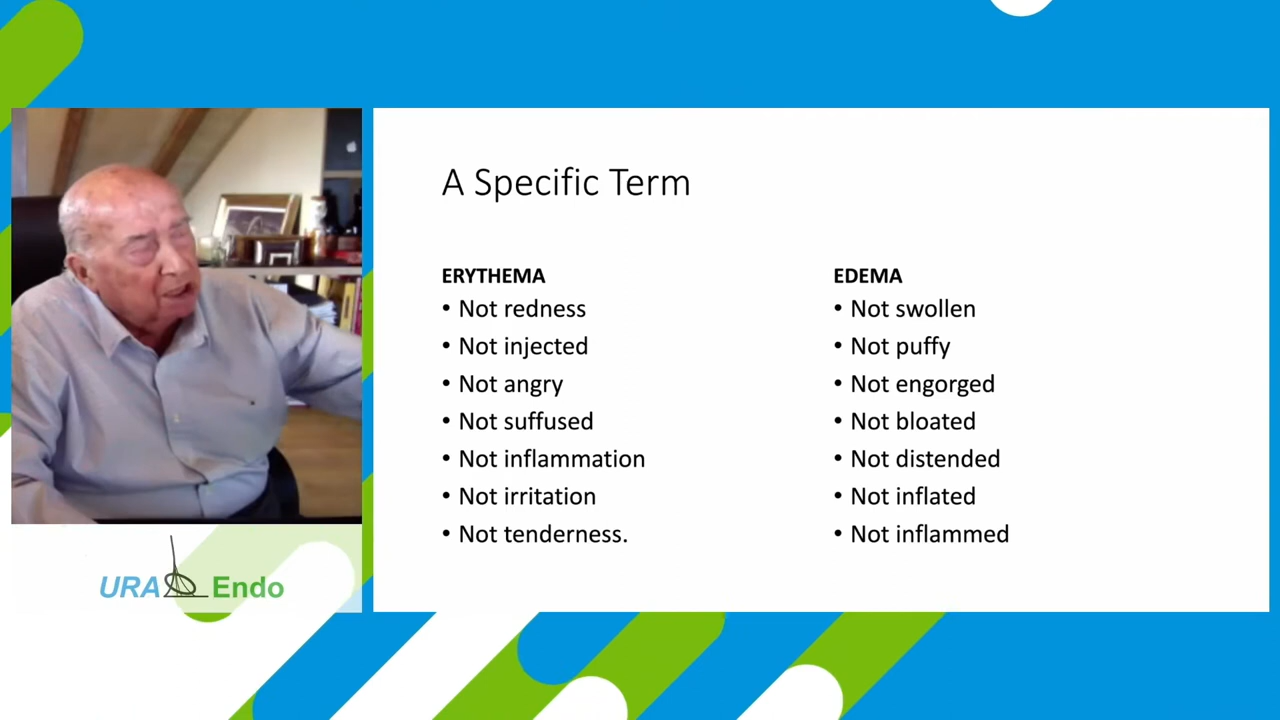 A Specific Term
ERYTHEMA
• Not redness
• Not injected
• Not angry
• Not suffused
• Not inflammation
• Not irritation
• Not tenderness.
EDEMA
• Not swollen
• Not puffy
• Not engorged
• Not bloated
• Not distended
• Not inflated
• Not inflammed
URA Endo